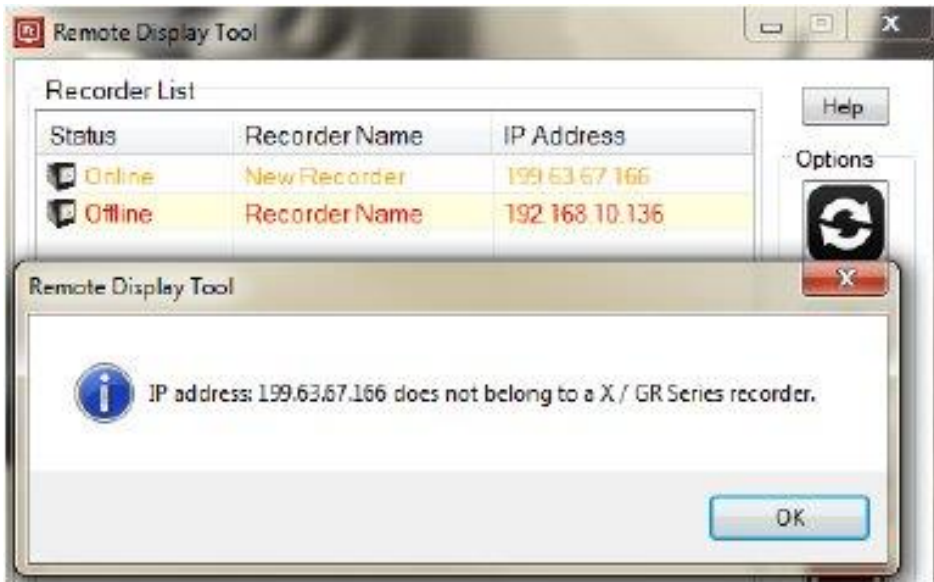 Remote Display Tool
Recorder List
Help
Status Recorder Name IP Address
Options
Online New Recorder 199.63.67.166
Offline Recorder Name 192.168.10.136
Remote Display Tool
IP address: 199.63.67.166 does not belong to a X / GR Series recorder.
OK